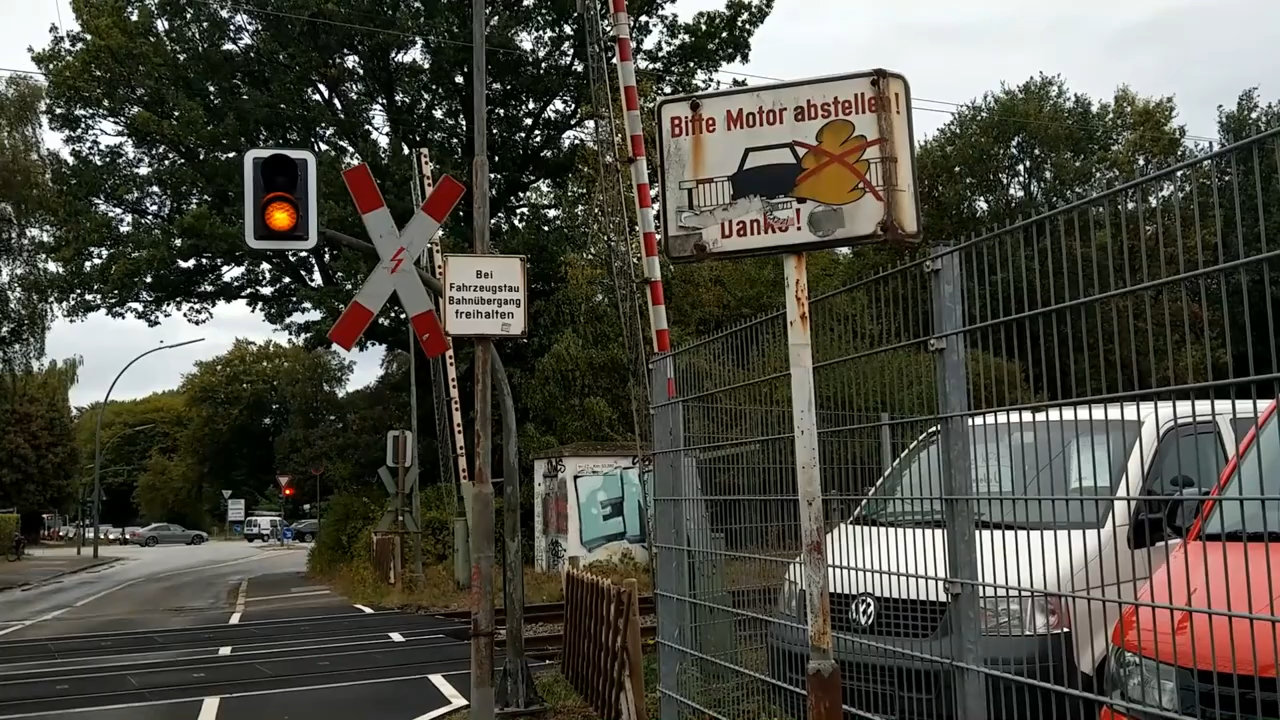 Bitte Motor abstellen!
Danke!
Bei
Fahrzeugstau
Bahnübergang
freihalten